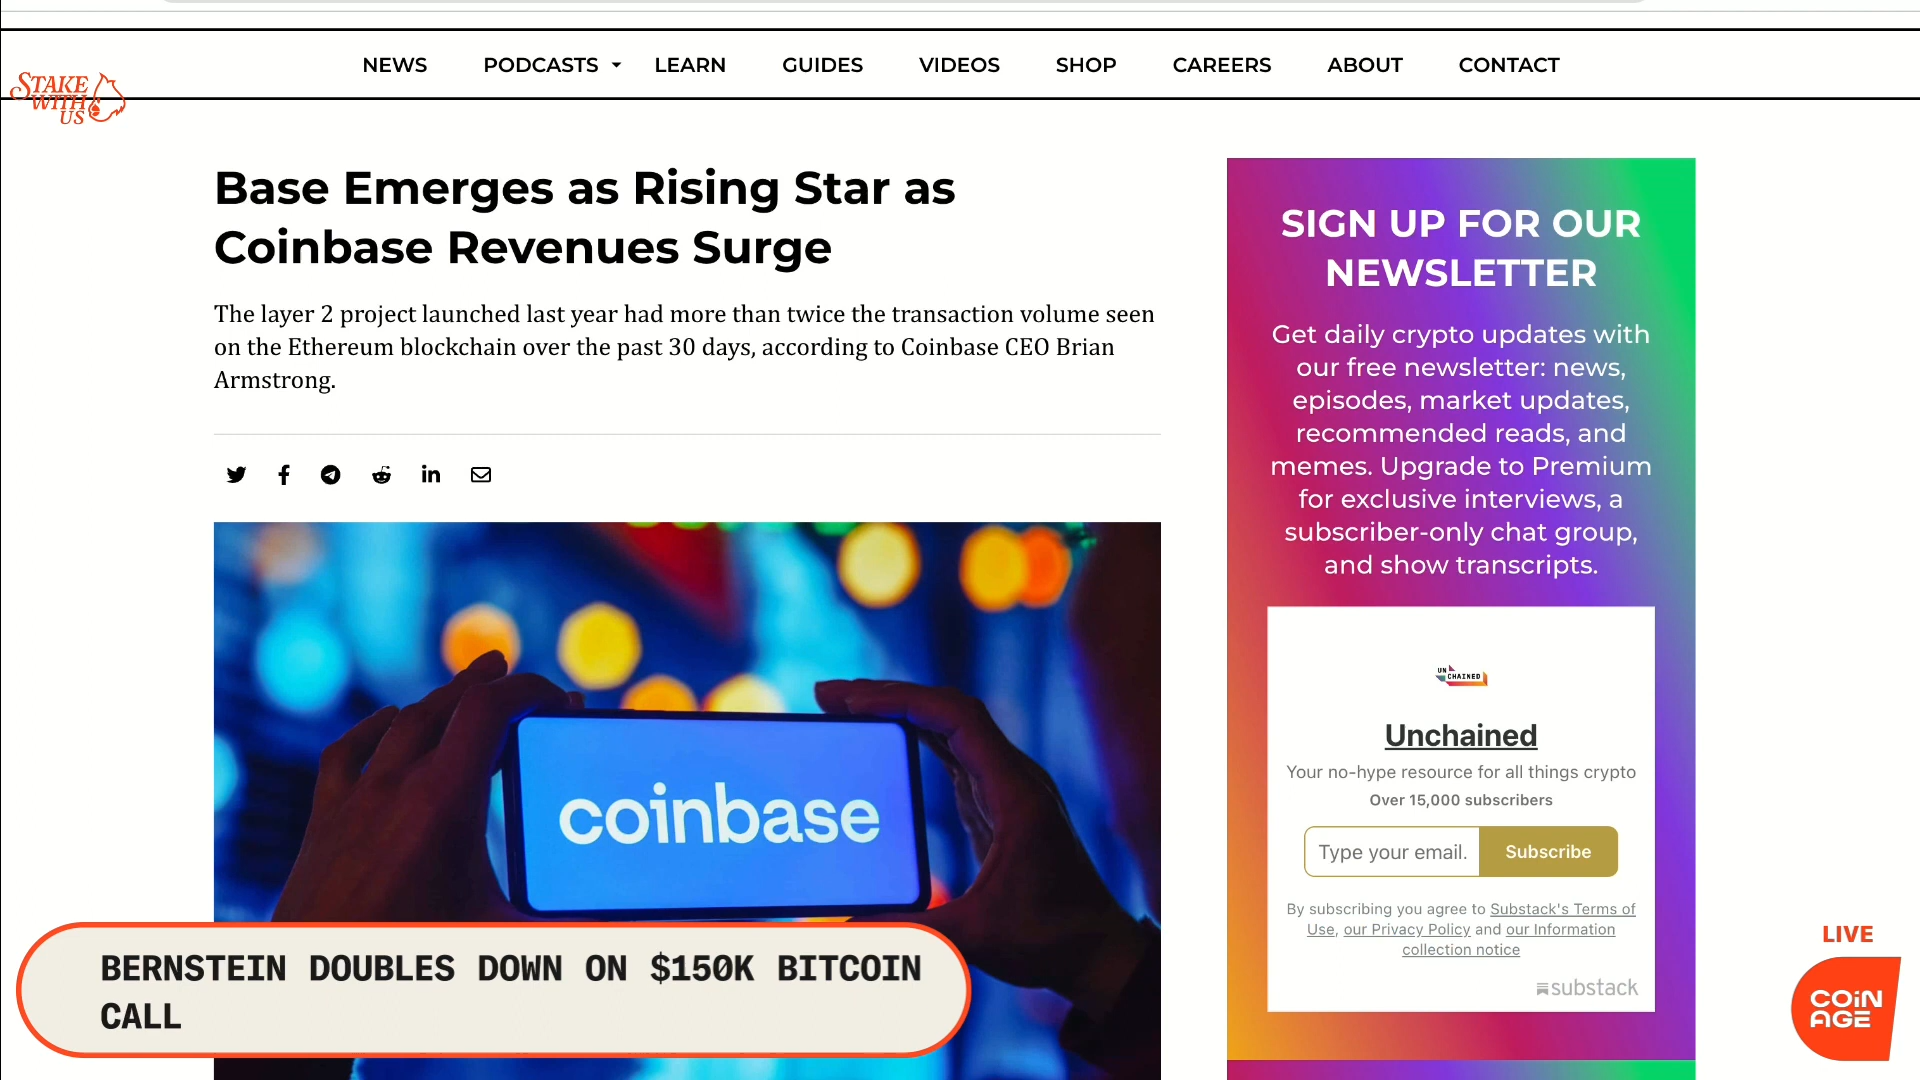 NEWS PODCASTS LEARN GUIDES VIDEOS SHOP CAREERS ABOUT CONTACT
STAKE
WITH
US
Base Emerges as Rising Star as
Coinbase Revenues Surge
The layer 2 project launched last year had more than twice the transaction volume seen
on the Ethereum blockchain over the past 30 days, according to Coinbase CEO Brian
Armstrong.
coinbase
SIGN UP FOR OUR
NEWSLETTER
Get daily crypto updates with
our free newsletter: news,
episodes, market updates,
recommended reads, and
memes. Upgrade to Premium
for exclusive interviews, a
subscriber-only chat group,
and show transcripts.
UN
CHAINED
Unchained
Your no-hype resource for all things crypto
Over 15,000 subscribers
Type your email. Subscribe
By subscribing you agree to Substack's Terms of
Use, our Privacy Policy and our Information
collection notice
substack
BERNSTEIN DOUBLES DOWN ON $150K BITCOIN
CALL
LIVE
COiN
AGE